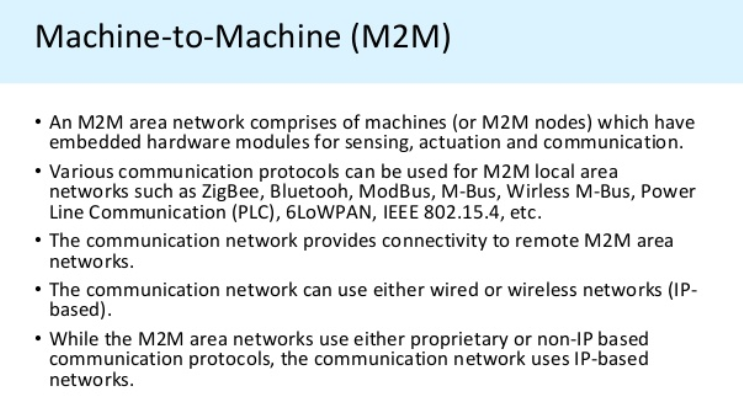 Machine-to-Machine (M2M)
• An M2M area network comprises of machines (or M2M nodes) which have
embedded hardware modules for sensing, actuation and communication.
• Various communication protocols can be used for M2M local area
networks such as ZigBee, Bluetooh, ModBus, M-Bus, Wirless M-Bus, Power
Line Communication (PLC), 6LoWPAN, IEEE 802.15.4, etc.
• The communication network provides connectivity to remote M2M area
networks.
• The communication network can use either wired or wireless networks (IP-
based).
• While the M2M area networks use either proprietary or non-IP based
communication protocols, the communication network uses IP-based
networks.